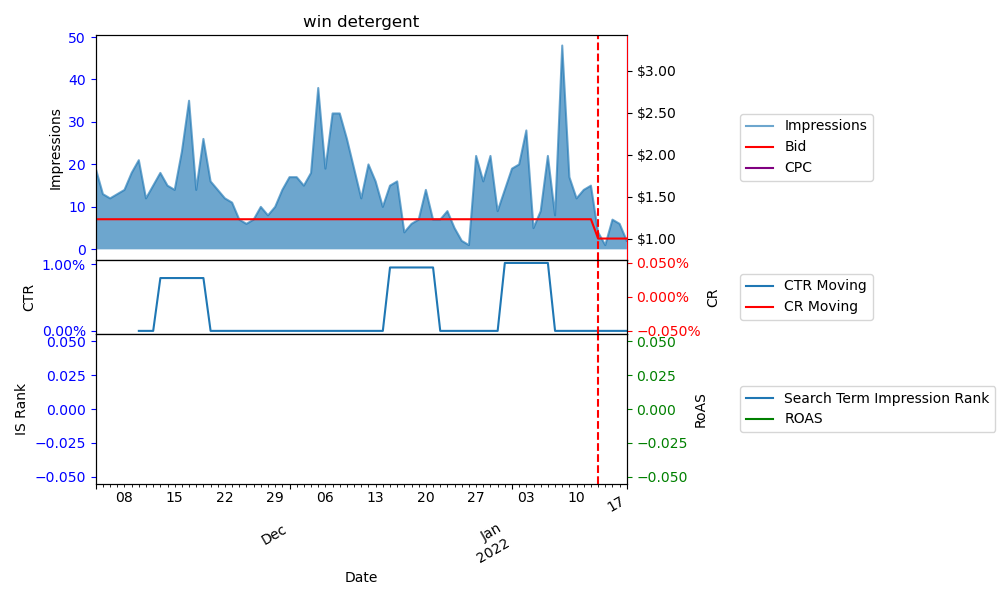 win detergent
50
40
30
20
10
0
Impressions
$3.00
$2.50
$2.00
$1.50
$1.00
Impressions
Bid
CPC
1.00%
0.00%
CTR
0.050%
0.000%
−0.050%
CR
CTR Moving
CR Moving
0.050
0.025
0.000
−0.025
−0.050
IS Rank
0.050
0.025
0.000
−0.025
−0.050
RoAS
Search Term Impression Rank
ROAS
08 15 22 29 06 13 20 27 03 10 17
Dec
Jan
2022
Date